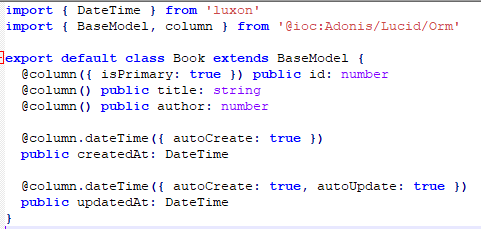 import { DateTime } from 'luxon'
import { BaseModel, column } from '@ioc:Adonis/Lucid/Orm'
export default class Book extends BaseModel {
@column({ isPrimary: true }) public id: number
@column() public title: string
@column() public author: number
@column.dateTime({ autoCreate: true })
public createdAt: DateTime
@column.dateTime({ autoCreate: true, autoUpdate: true })
public updatedAt: DateTime
}